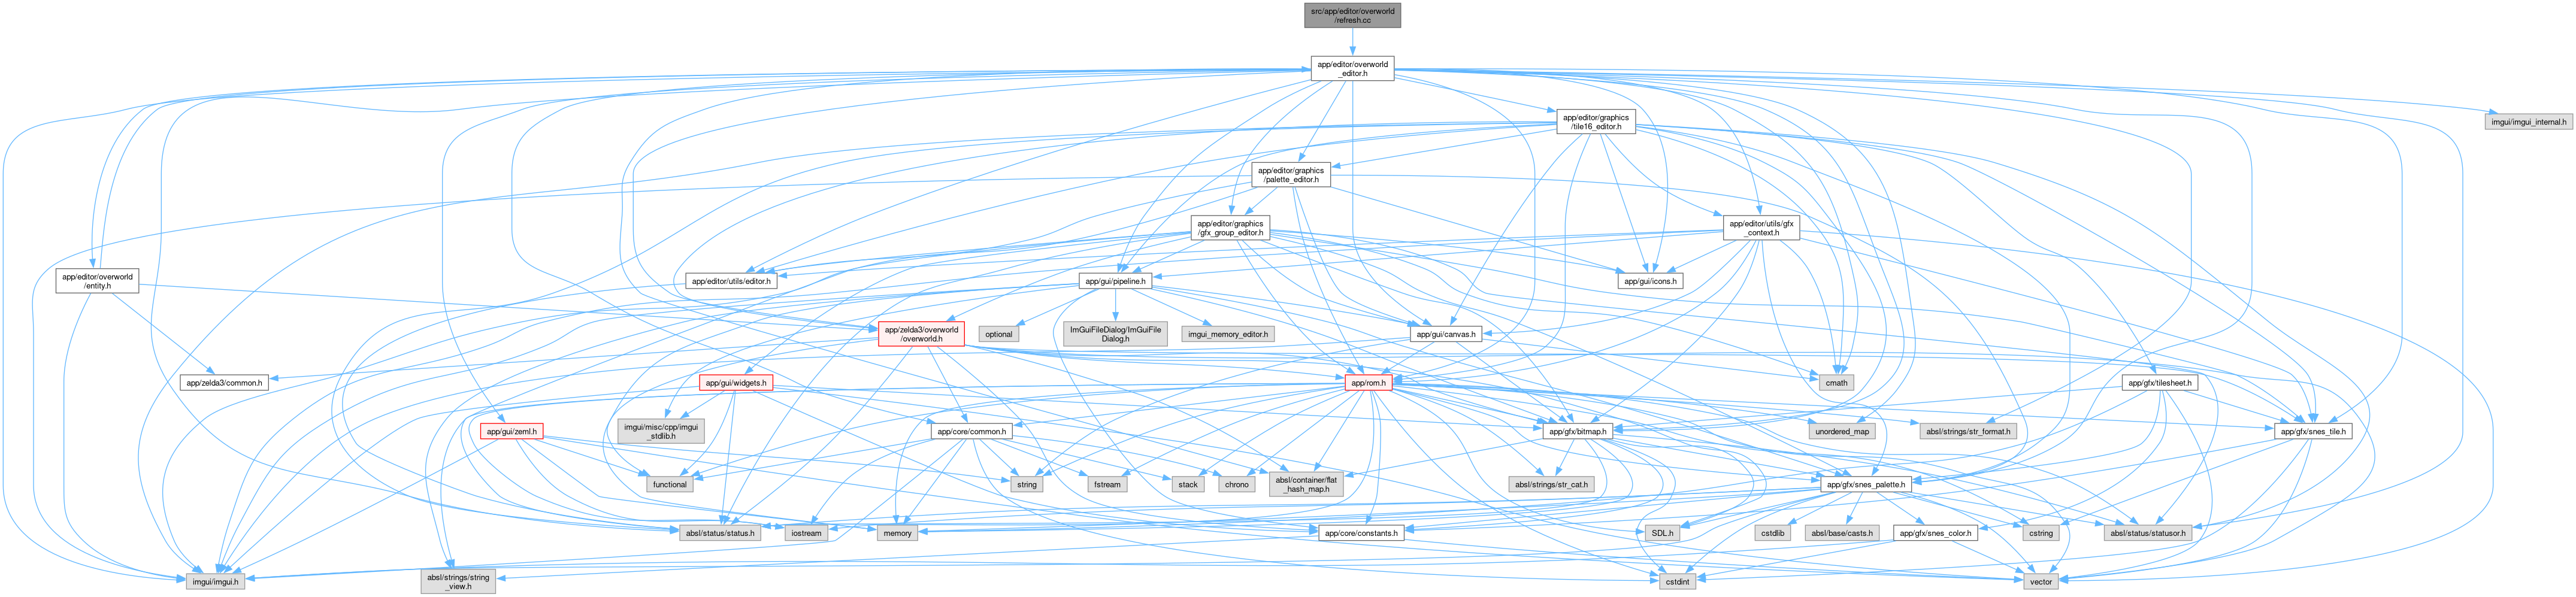 src/app/editor/overworld
/refresh.cc
app/editor/overworld
_editor.h
app/editor/graphics
/tile16_editor.h
imgui/imgui_internal.h
app/editor/graphics
/palette_editor.h
app/editor/graphics
/gfx_group_editor.h
app/editor/utils/gfx
_context.h
app/editor/overworld
/entity.h
app/editor/utils/editor.h
app/gui/pipeline.h
app/gui/icons.h
app/zelda3/overworld
/overworld.h
optional
ImGuiFileDialog/ImGuiFile
Dialog.h
imgui_memory_editor.h
app/gui/canvas.h
app/zelda3/common.h
app/gui/widgets.h
app/rom.h
cmath
app/gfx/tilesheet.h
app/gui/zeml.h
imgui/misc/cpp/imgui
_stdlib.h
app/core/common.h
app/gfx/bitmap.h
unordered_map
absl/strings/str_format.h
app/gfx/snes_tile.h
functional
string
fstream
stack
chrono
absl/container/flat
_hash_map.h
absl/strings/str_cat.h
app/gfx/snes_palette.h
absl/status/status.h
iostream
memory
app/core/constants.h
SDL.h
cstdlib
absl/base/casts.h
app/gfx/snes_color.h
cstring
absl/status/statusor.h
imgui/imgui.h
absl/strings/string
_view.h
cstdint
vector